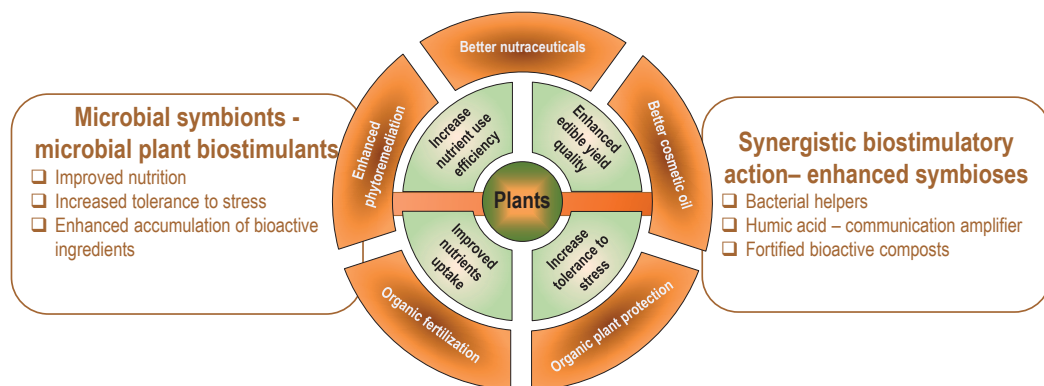 Microbial symbionts -
microbial plant biostimulants
❑ Improved nutrition
❑ Increased tolerance to stress
❑ Enhanced accumulation of bioactive
ingredients
Better nutraceuticals
Enhanced
phytoremediation
Better cosmetic oil
Organic fertilization
Organic plant protection
Increase
nutrient use
efficiency
Enhanced
edible yield
quality
Plants
Improved
nutrients
uptake
Increase
tolerance to
stress
Synergistic biostimulatory
action– enhanced symbioses
❑ Bacterial helpers
❑ Humic acid – communication amplifier
❑ Fortified bioactive composts